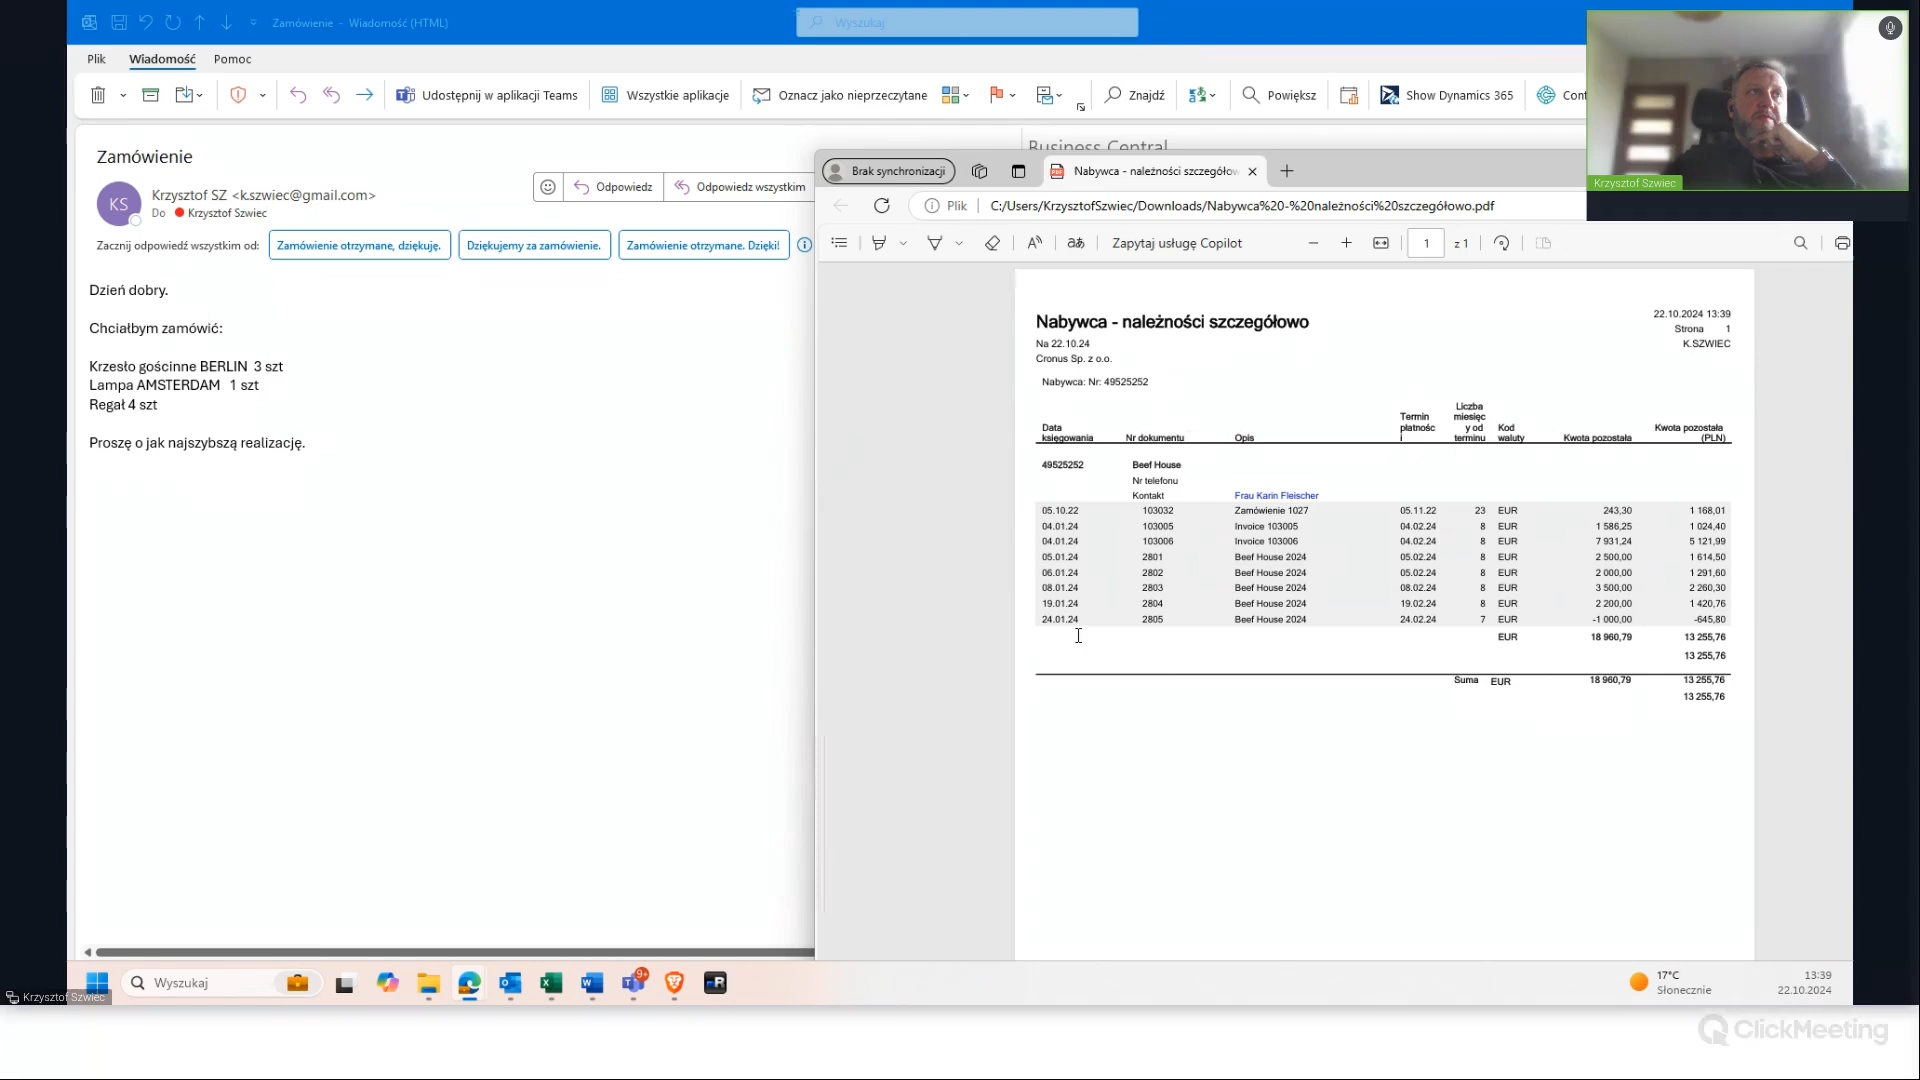 Zamówienie - Wiadomość (HTML)
Wyszukaj
Plik
Wiadomość
Pomoc
Udostępnij w aplikacji Teams
Wszystkie aplikacje
Oznacz jako nieprzeczytane
Znajdź
Powiększ
Show Dynamics 365
Krzysztof Szwiec
Zamówienie
Krzysztof SZ <k.szwiec@gmail.com>
KS
Do Krzysztof Szwiec
Odpowiedz
Odpowiedz wszystkim
Zacznij odpowiedź wszystkim od:
Zamówienie otrzymane, dziękuję.
Dziękujemy za zamówienie.
Zamówienie otrzymane. Dzięki!
Dzień dobry.
Chciałbym zamówić:
Krzesło gościnne BERLIN 3 szt
Lampa AMSTERDAM 1 szt
Regał 4 szt
Proszę o jak najszybszą realizację.
Business Central
Brak synchronizacji
Nabywca - należności szczegóło
Plik
C:/Users/KrzysztofSzwiec/Downloads/Nabywca%20-%20należności%20szczegółowo.pdf
Zapytaj usługę Copilot
1
z 1
Nabywca - należności szczegółowo
22.10.2024 13:39
Strona 1
K.SZWIEC
Na 22.10.24
Cronus Sp. z o.o.
Nabywca: Nr: 49525252
Data księgowania
Nr dokumentu
Opis
Termin płatności
Liczba miesięcy od terminu
Kod waluty
Kwota pozostała
Kwota pozostała (PLN)
49525252 Beef House
Nr telefonu
Kontakt Frau Karin Fleischer
05.10.22 103032 Zamówienie 1027 05.11.22 23 EUR 243,30 1 168,01
04.01.24 103005 Invoice 103005 04.02.24 8 EUR 1 586,25 1 024,40
04.01.24 103006 Invoice 103006 04.02.24 8 EUR 7 931,24 5 121,99
05.01.24 2801 Beef House 2024 05.02.24 8 EUR 2 500,00 1 614,50
06.01.24 2802 Beef House 2024 05.02.24 8 EUR 2 000,00 1 291,60
08.01.24 2803 Beef House 2024 08.02.24 8 EUR 3 500,00 2 260,30
19.01.24 2804 Beef House 2024 19.02.24 8 EUR 2 200,00 1 420,76
24.01.24 2805 Beef House 2024 24.02.24 7 EUR -1 000,00 -645,80
EUR 18 960,79 13 255,76
13 255,76
Suma EUR 18 960,79 13 255,76
13 255,76
Wyszukaj
9+
17°C
Słonecznie
13:39
22.10.2024
Krzysztof Szwiec
ClickMeeting